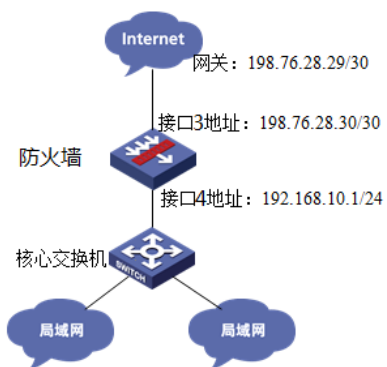 Internet
网关：198.76.28.29/30
接口3地址：198.76.28.30/30
防火墙
接口4地址：192.168.10.1/24
核心交换机
SWITCH
局域网
局域网